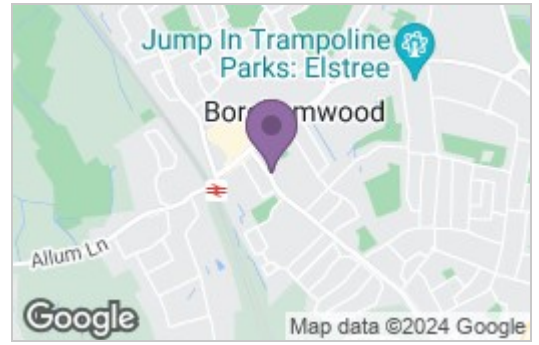 Jump In Trampoline
Parks: Elstree
Allum Ln
Google
Map data ©2024 Google